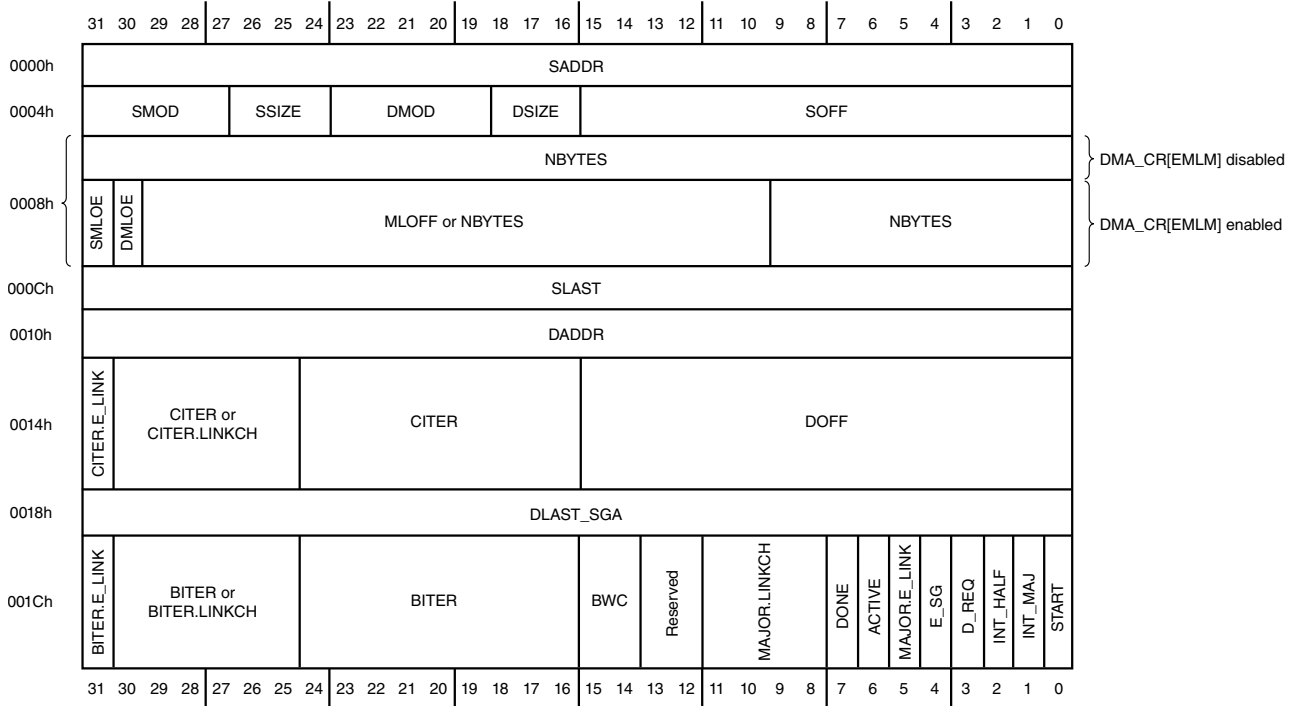 31 30 29 28 27 26 25 24 23 22 21 20 19 18 17 16 15 14 13 12 11 10 9 8 7 6 5 4 3 2 1 0
0000h SADDR
0004h SMOD SSIZE DMOD DSIZE SOFF
NBYTES DMA_CR[EMLM] disabled
0008h SMLOE DMLOE MLOFF or NBYTES NBYTES DMA_CR[EMLM] enabled
000Ch SLAST
0010h DADDR
0014h CITER.E_LINK CITER or
CITER.LINKCH CITER DOFF
0018h DLAST_SGA
001Ch BITER.E_LINK BITER or
BITER.LINKCH BITER BWC Reserved MAJOR.LINKCH DONE ACTIVE MAJOR.E_LINK E_SG D_REQ INT_HALF INT_MAJ START
31 30 29 28 27 26 25 24 23 22 21 20 19 18 17 16 15 14 13 12 11 10 9 8 7 6 5 4 3 2 1 0